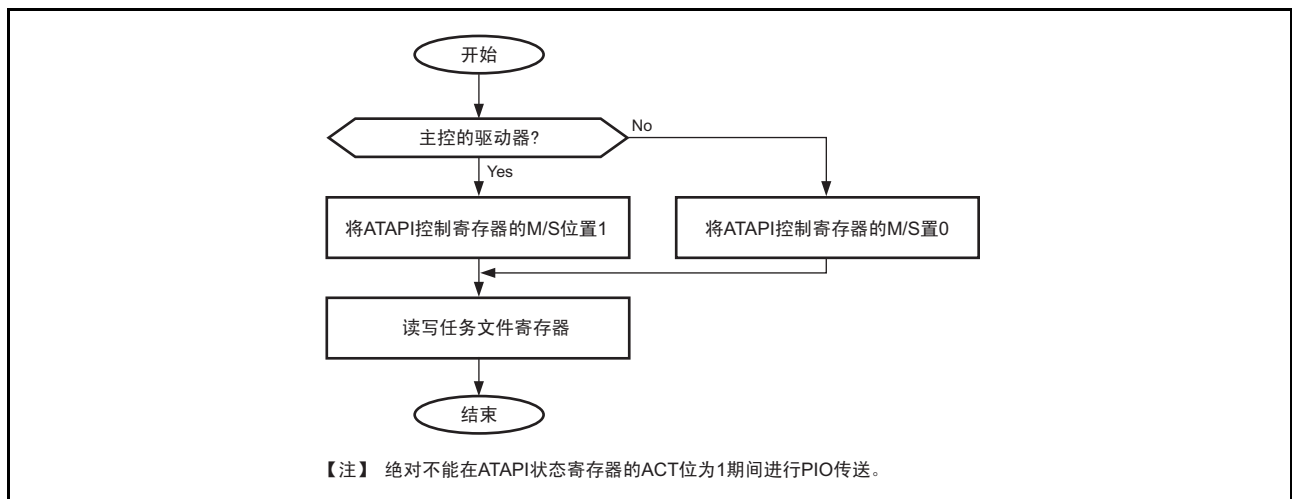 开始
主控的驱动器?
No
Yes
将ATAPI控制寄存器的M/S位置1
将ATAPI控制寄存器的M/S置0
读写任务文件寄存器
结束
【注】 绝对不能在ATAPI状态寄存器的ACT位为1期间进行PIO传送。